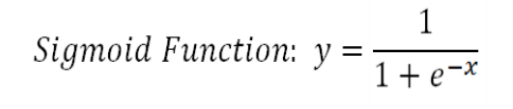 Sigmoid Function: y = 1 / (1 + e^{-x})